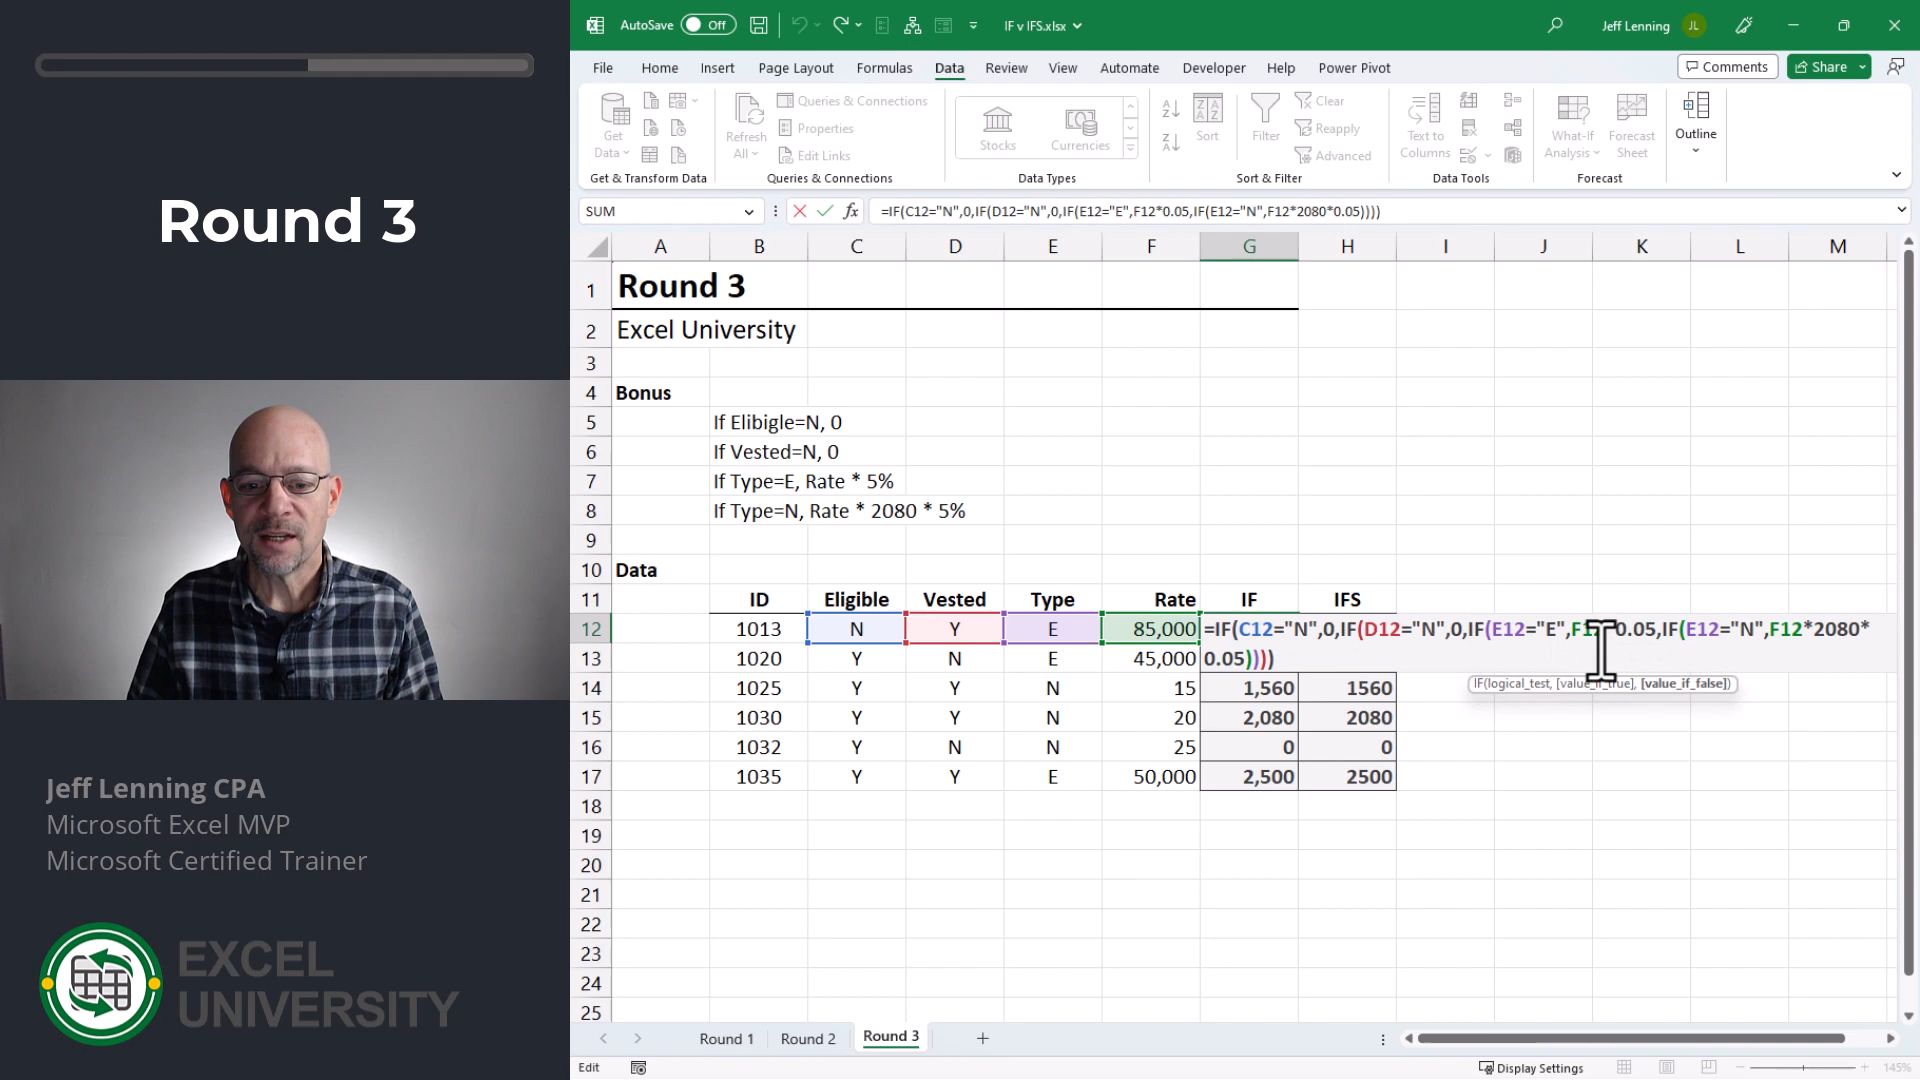 Round 3
Jeff Lenning CPA
Microsoft Excel MVP
Microsoft Certified Trainer
EXCEL
UNIVERSITY
AutoSave Off IF v IFS.xlsx Jeff Lenning JL
File Home Insert Page Layout Formulas Data Review View Automate Developer Help Power Pivot Comments Share
Get Data Refresh All Queries & Connections Properties Edit Links Stocks Currencies Sort Filter Clear Reapply Advanced Text to Columns What-If Analysis Forecast Sheet Outline
Get & Transform Data Queries & Connections Data Types Sort & Filter Data Tools Forecast
SUM fx =IF(C12="N",0,IF(D12="N",0,IF(E12="E",F12*0.05,IF(E12="N",F12*2080*0.05))))
A B C D E F G H I J K L M
1 Round 3
2 Excel University
3
4 Bonus
5 If Elibigle=N, 0
6 If Vested=N, 0
7 If Type=E, Rate * 5%
8 If Type=N, Rate * 2080 * 5%
9
10 Data
11 ID Eligible Vested Type Rate IF IFS
12 1013 N Y E 85,000 =IF(C12="N",0,IF(D12="N",0,IF(E12="E",F12*0.05,IF(E12="N",F12*2080*
13 1020 Y N E 45,000 0.05))))
IF(logical_test, [value_if_true], [value_if_false])
14 1025 Y Y N 15 1,560 1560
15 1030 Y Y N 20 2,080 2080
16 1032 Y N N 25 0 0
17 1035 Y Y E 50,000 2,500 2500
18
19
20
21
22
23
24
25
Round 1 Round 2 Round 3
Edit Display Settings 145%